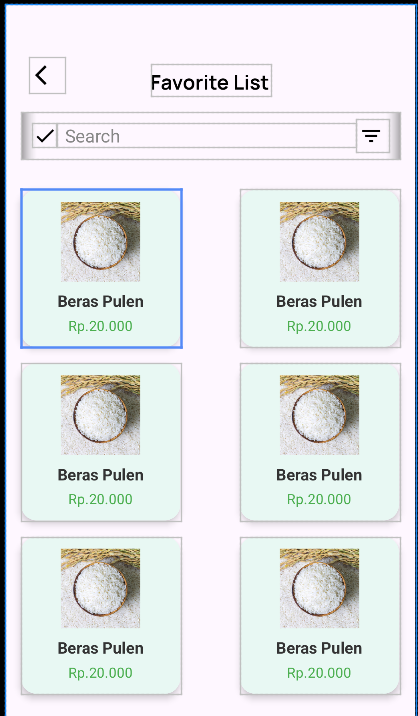 Favorite List
Search
Beras Pulen
Rp.20.000
Beras Pulen
Rp.20.000
Beras Pulen
Rp.20.000
Beras Pulen
Rp.20.000
Beras Pulen
Rp.20.000
Beras Pulen
Rp.20.000